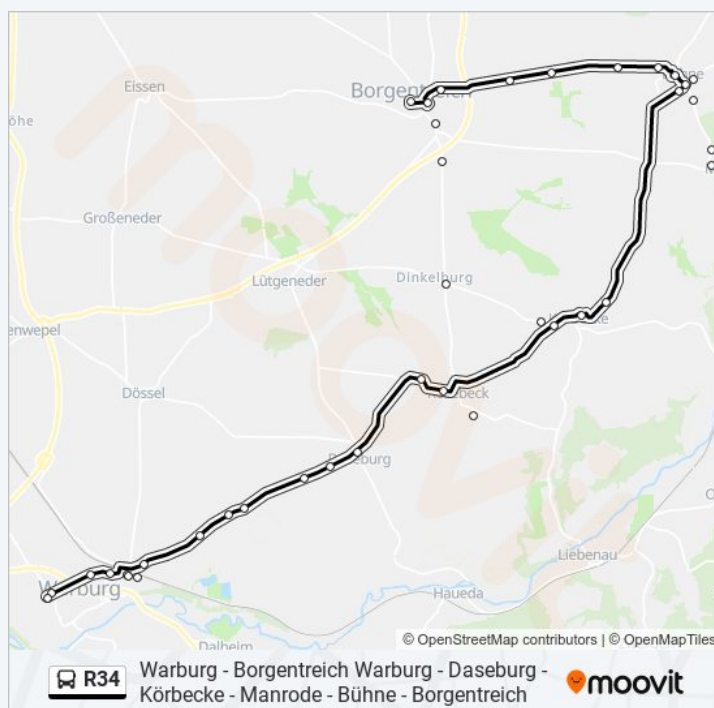 Borgentreich
Eissen
Großeneder
Lütgeneder
Dinkelburg
Dössel
Daseburg
Liebenau
Warburg
Haueda
Dalheim
© OpenStreetMap contributors | © OpenMapTiles
R34
Warburg - Borgentreich Warburg - Daseburg -
Körbecke - Manrode - Bühne - Borgentreich
moovit